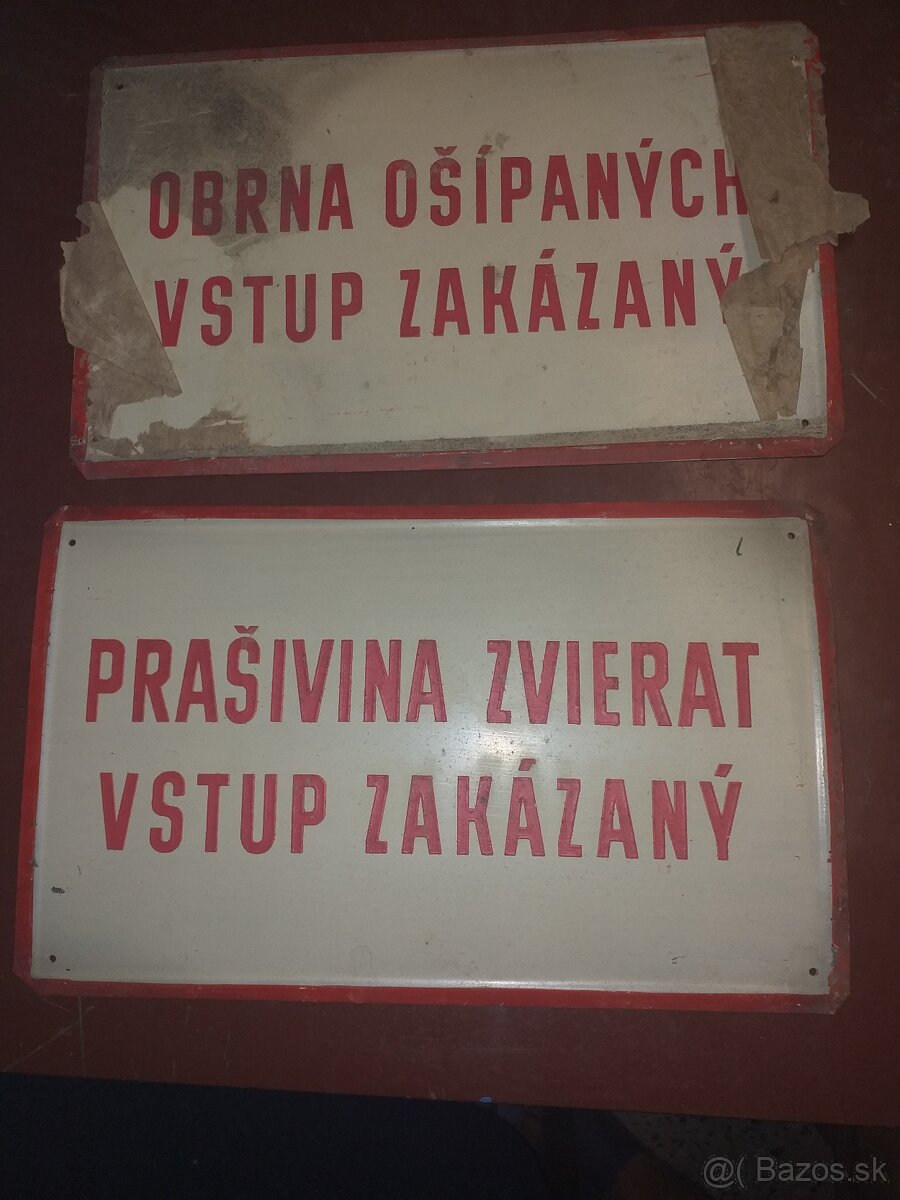 OBRNA OŠÍPANÝCH
VSTUP ZAKÁZANÝ
PRAŠIVINA ZVIERAT
VSTUP ZAKÁZANÝ
@( Bazos.sk